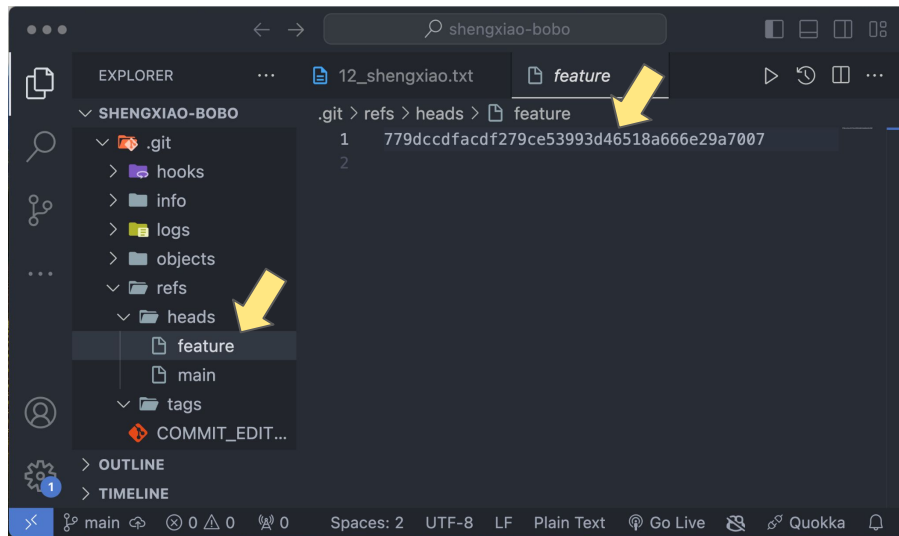 shengxiao-bobo
EXPLORER ...
12_shengxiao.txt
feature
SHENGXIAO-BOBO
.git > refs > heads > feature
.git
1 779dccdfacdf279ce53993d46518a666e29a7007
2
hooks
info
logs
objects
refs
heads
feature
main
tags
COMMIT_EDIT...
OUTLINE
TIMELINE
1
main 0 0 0 Spaces: 2 UTF-8 LF Plain Text Go Live Quokka